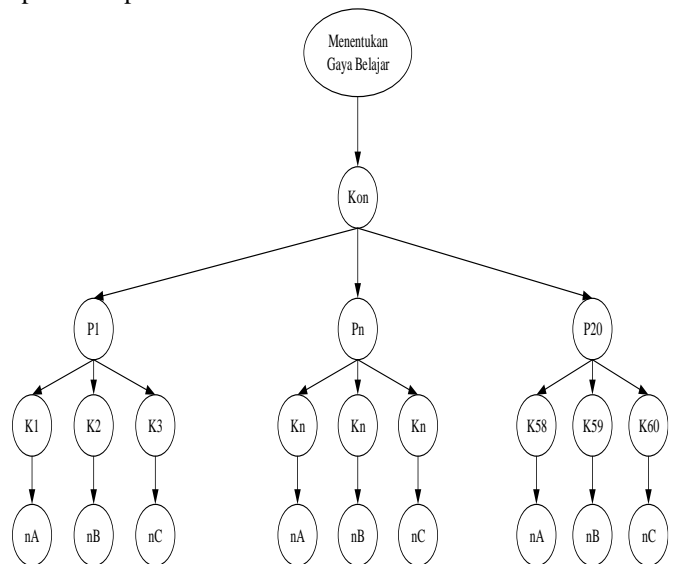 Menentukan
Gaya Belajar
Kon
P1 Pn P20
K1 K2 K3 Kn Kn Kn K58 K59 K60
nA nB nC nA nB nC nA nB nC